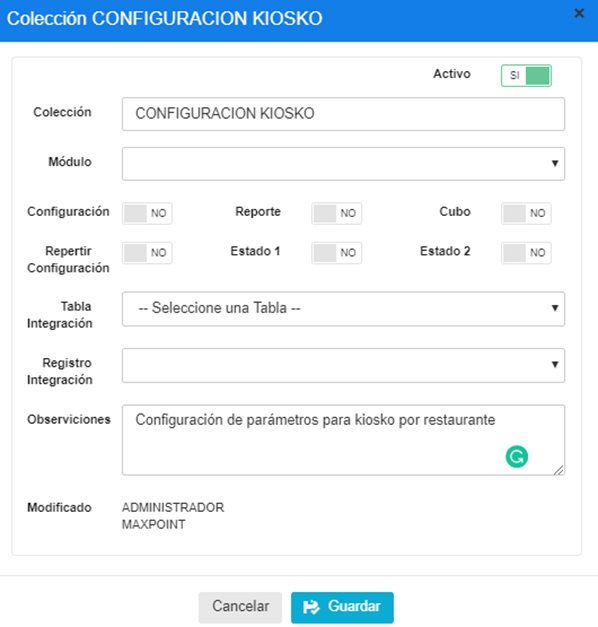 Colección CONFIGURACION KIOSKO ×
Activo SI
Colección CONFIGURACION KIOSKO
Módulo
Configuración NO Reporte NO Cubo NO
Repertir NO Estado 1 NO Estado 2 NO
Configuración
Tabla -- Seleccione una Tabla --
Integración
Registro
Integración
Observiciones Configuración de parámetros para kiosko por restaurante
Modificado ADMINISTRADOR
MAXPOINT
Cancelar Guardar